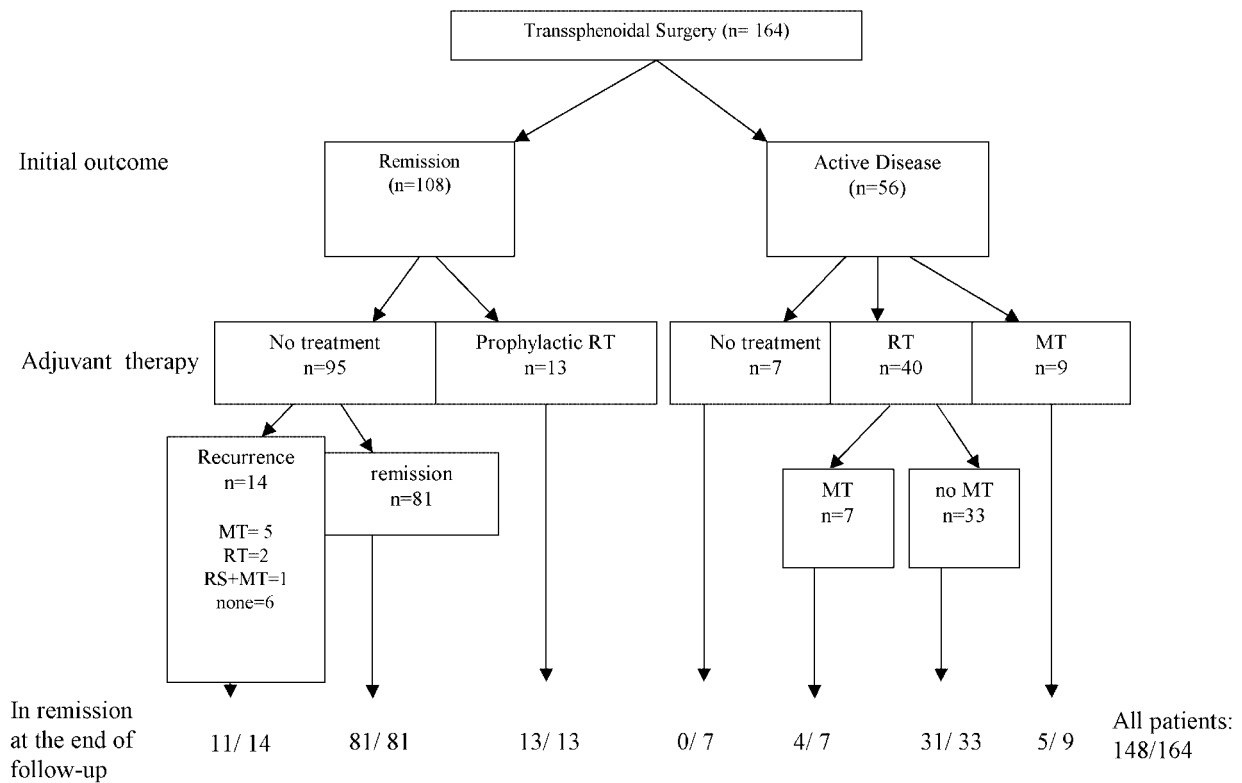 Transsphenoidal Surgery (n= 164)
Initial outcome
Remission
(n=108)
Active Disease
(n=56)
Adjuvant therapy
No treatment
n=95
Prophylactic RT
n=13
No treatment
n=7
RT
n=40
MT
n=9
Recurrence
n=14
MT= 5
RT=2
RS+MT=1
none=6
remission
n=81
MT
n=7
no MT
n=33
In remission
at the end of
follow-up
11/ 14
81/ 81
13/ 13
0/ 7
4/ 7
31/ 33
5/ 9
All patients:
148/164